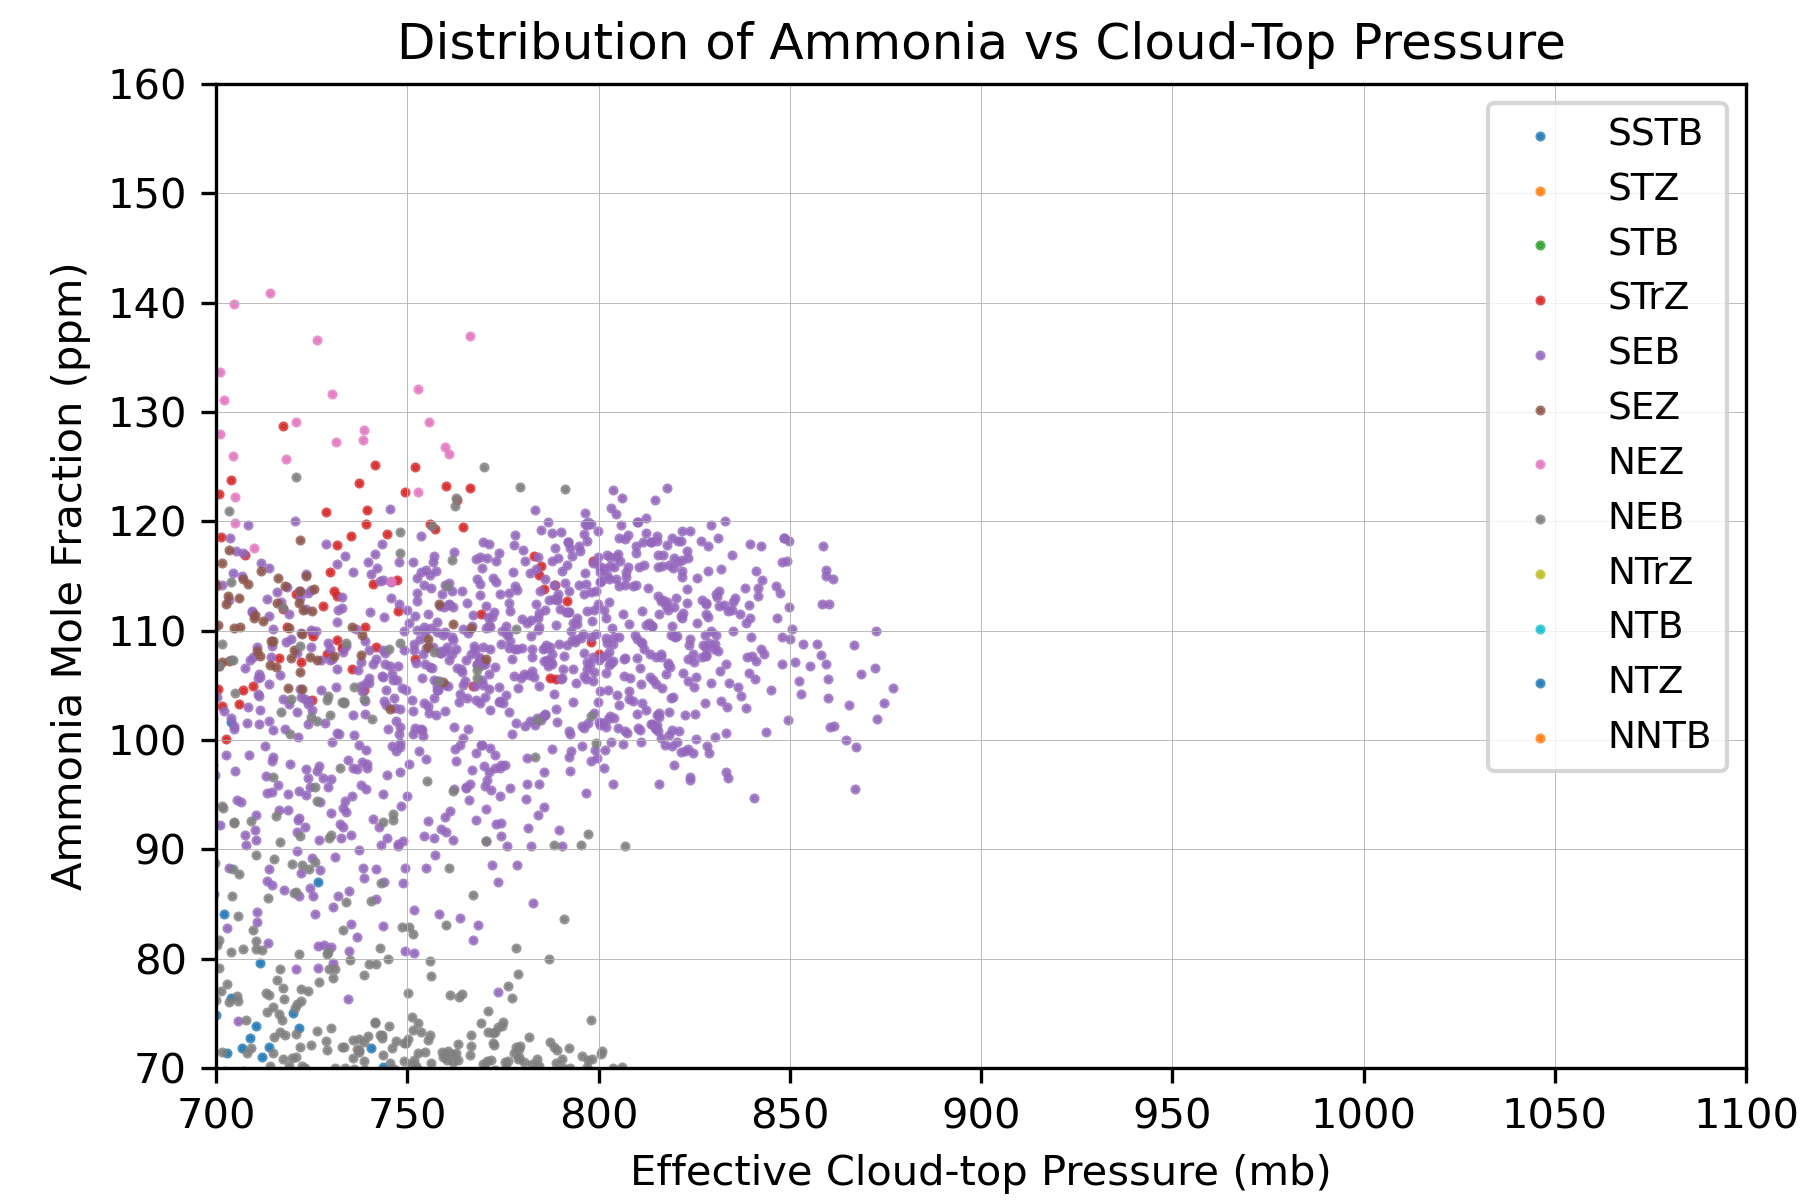 Distribution of Ammonia vs Cloud-Top Pressure
160
150
140
130
120
110
100
90
80
70
Ammonia Mole Fraction (ppm)
SSTB
STZ
STB
STrZ
SEB
SEZ
NEZ
NEB
NTrZ
NTB
NTZ
NNTB
700 750 800 850 900 950 1000 1050 1100
Effective Cloud-top Pressure (mb)